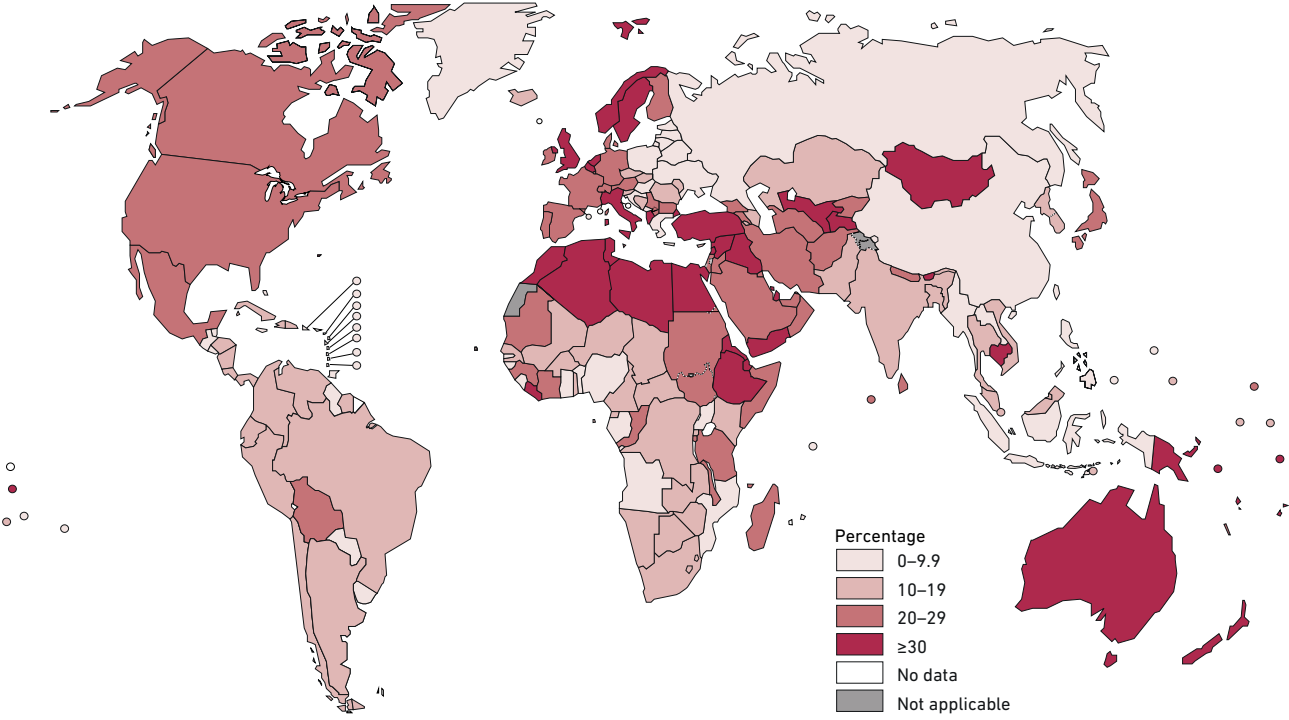 Percentage
0–9.9
10–19
20–29
≥30
No data
Not applicable